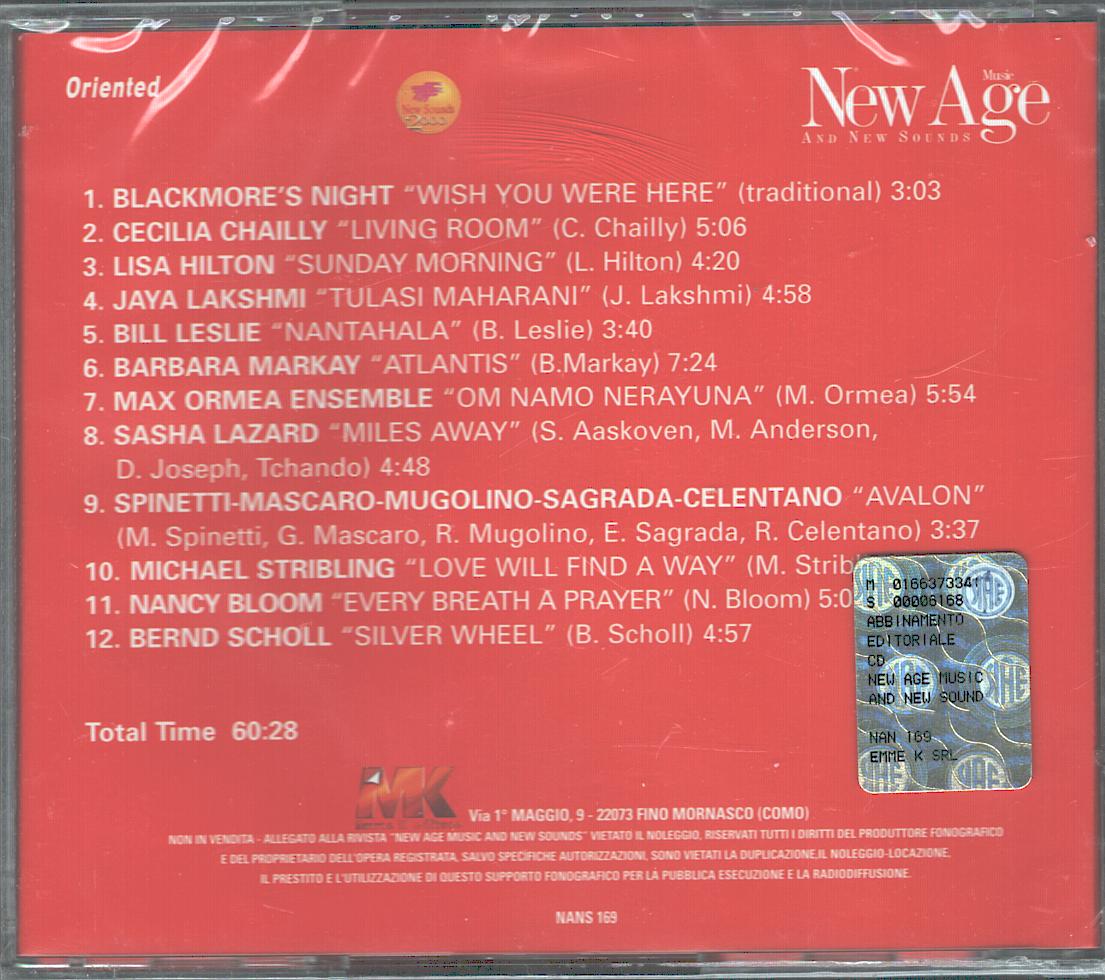 Oriented
New Sounds
2000
Music
New Age
AND NEW SOUNDS
1. BLACKMORE'S NIGHT “WISH YOU WERE HERE” (traditional) 3:03
2. CECILIA CHAILLY “LIVING ROOM” (C. Chailly) 5:06
3. LISA HILTON “SUNDAY MORNING” (L. Hilton) 4:20
4. JAYA LAKSHMI “TULASI MAHARANI” (J. Lakshmi) 4:58
5. BILL LESLIE “NANTAHALA” (B. Leslie) 3:40
6. BARBARA MARKAY “ATLANTIS” (B.Markay) 7:24
7. MAX ORMEA ENSEMBLE “OM NAMO NERAYUNA” (M. Ormea) 5:54
8. SASHA LAZARD “MILES AWAY” (S. Aaskoven, M. Anderson,
D. Joseph, Tchando) 4:48
9. SPINETTI-MASCARO-MUGOLINO-SAGRADA-CELENTANO “AVALON”
(M. Spinetti, G. Mascaro, R. Mugolino, E. Sagrada, R. Celentano) 3:37
10. MICHAEL STRIBLING “LOVE WILL FIND A WAY” (M. Strib
11. NANCY BLOOM “EVERY BREATH A PRAYER” (N. Bloom) 5:0
12. BERND SCHOLL “SILVER WHEEL” (B. Scholl) 4:57
M 0166373341
S 00006168
ABBINAMENTO
EDITORIALE
CD
NEW AGE MUSIC
AND NEW SOUND
NAN 169
EMME K SRL
Total Time 60:28
MK
Via 1° MAGGIO, 9 - 22073 FINO MORNASCO (COMO)
NON IN VENDITA - ALLEGATO ALLA RIVISTA “NEW AGE MUSIC AND NEW SOUNDS” VIETATO IL NOLEGGIO, RISERVATI TUTTI I DIRITTI DEL PRODUTTORE FONOGRAFICO
E DEL PROPRIETARIO DELL'OPERA REGISTRATA, SALVO SPECIFICHE AUTORIZZAZIONI, SONO VIETATI LA DUPLICAZIONE,IL NOLEGGIO-LOCAZIONE,
IL PRESTITO E L'UTILIZZAZIONE DI QUESTO SUPPORTO FONOGRAFICO PER LA PUBBLICA ESECUZIONE E LA RADIODIFFUSIONE.
NANS 169